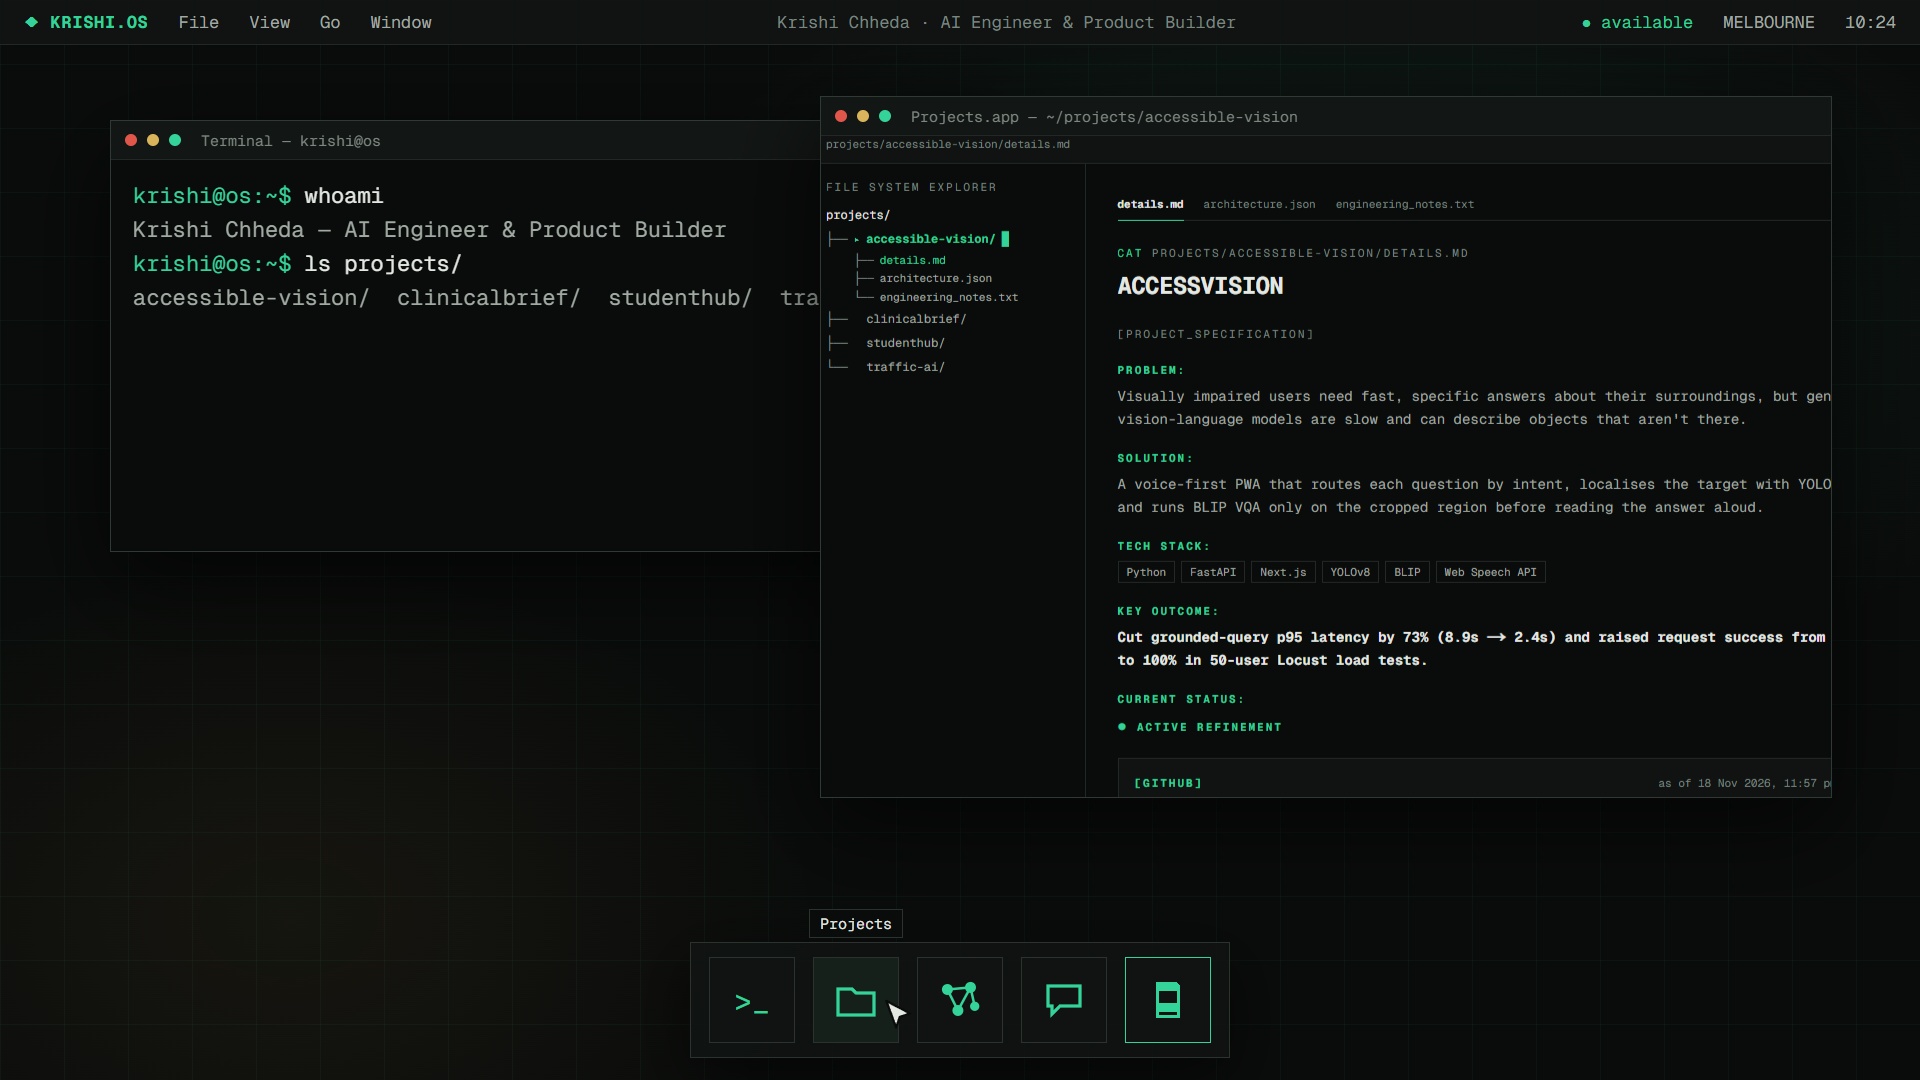 KRISHI.OS File View Go Window
Krishi Chheda · AI Engineer & Product Builder
available MELBOURNE 10:24
Terminal — krishi@os
krishi@os:~$ whoami
Krishi Chheda — AI Engineer & Product Builder
krishi@os:~$ ls projects/
accessible-vision/ clinicalbrief/ studenthub/ tra
Projects.app — ~/projects/accessible-vision
projects/accessible-vision/details.md
FILE SYSTEM EXPLORER
projects/
├── ▸ accessible-vision/
├── details.md
├── architecture.json
└── engineering_notes.txt
├── clinicalbrief/
├── studenthub/
└── traffic-ai/
details.md architecture.json engineering_notes.txt
CAT PROJECTS/ACCESSIBLE-VISION/DETAILS.MD
ACCESSVISION
[PROJECT_SPECIFICATION]
PROBLEM:
Visually impaired users need fast, specific answers about their surroundings, but gen
vision-language models are slow and can describe objects that aren't there.
SOLUTION:
A voice-first PWA that routes each question by intent, localises the target with YOLO
and runs BLIP VQA only on the cropped region before reading the answer aloud.
TECH STACK:
Python FastAPI Next.js YOLOv8 BLIP Web Speech API
KEY OUTCOME:
Cut grounded-query p95 latency by 73% (8.9s → 2.4s) and raised request success from
to 100% in 50-user Locust load tests.
CURRENT STATUS:
● ACTIVE REFINEMENT
[GITHUB] as of 18 Nov 2026, 11:57 p
Projects
>_